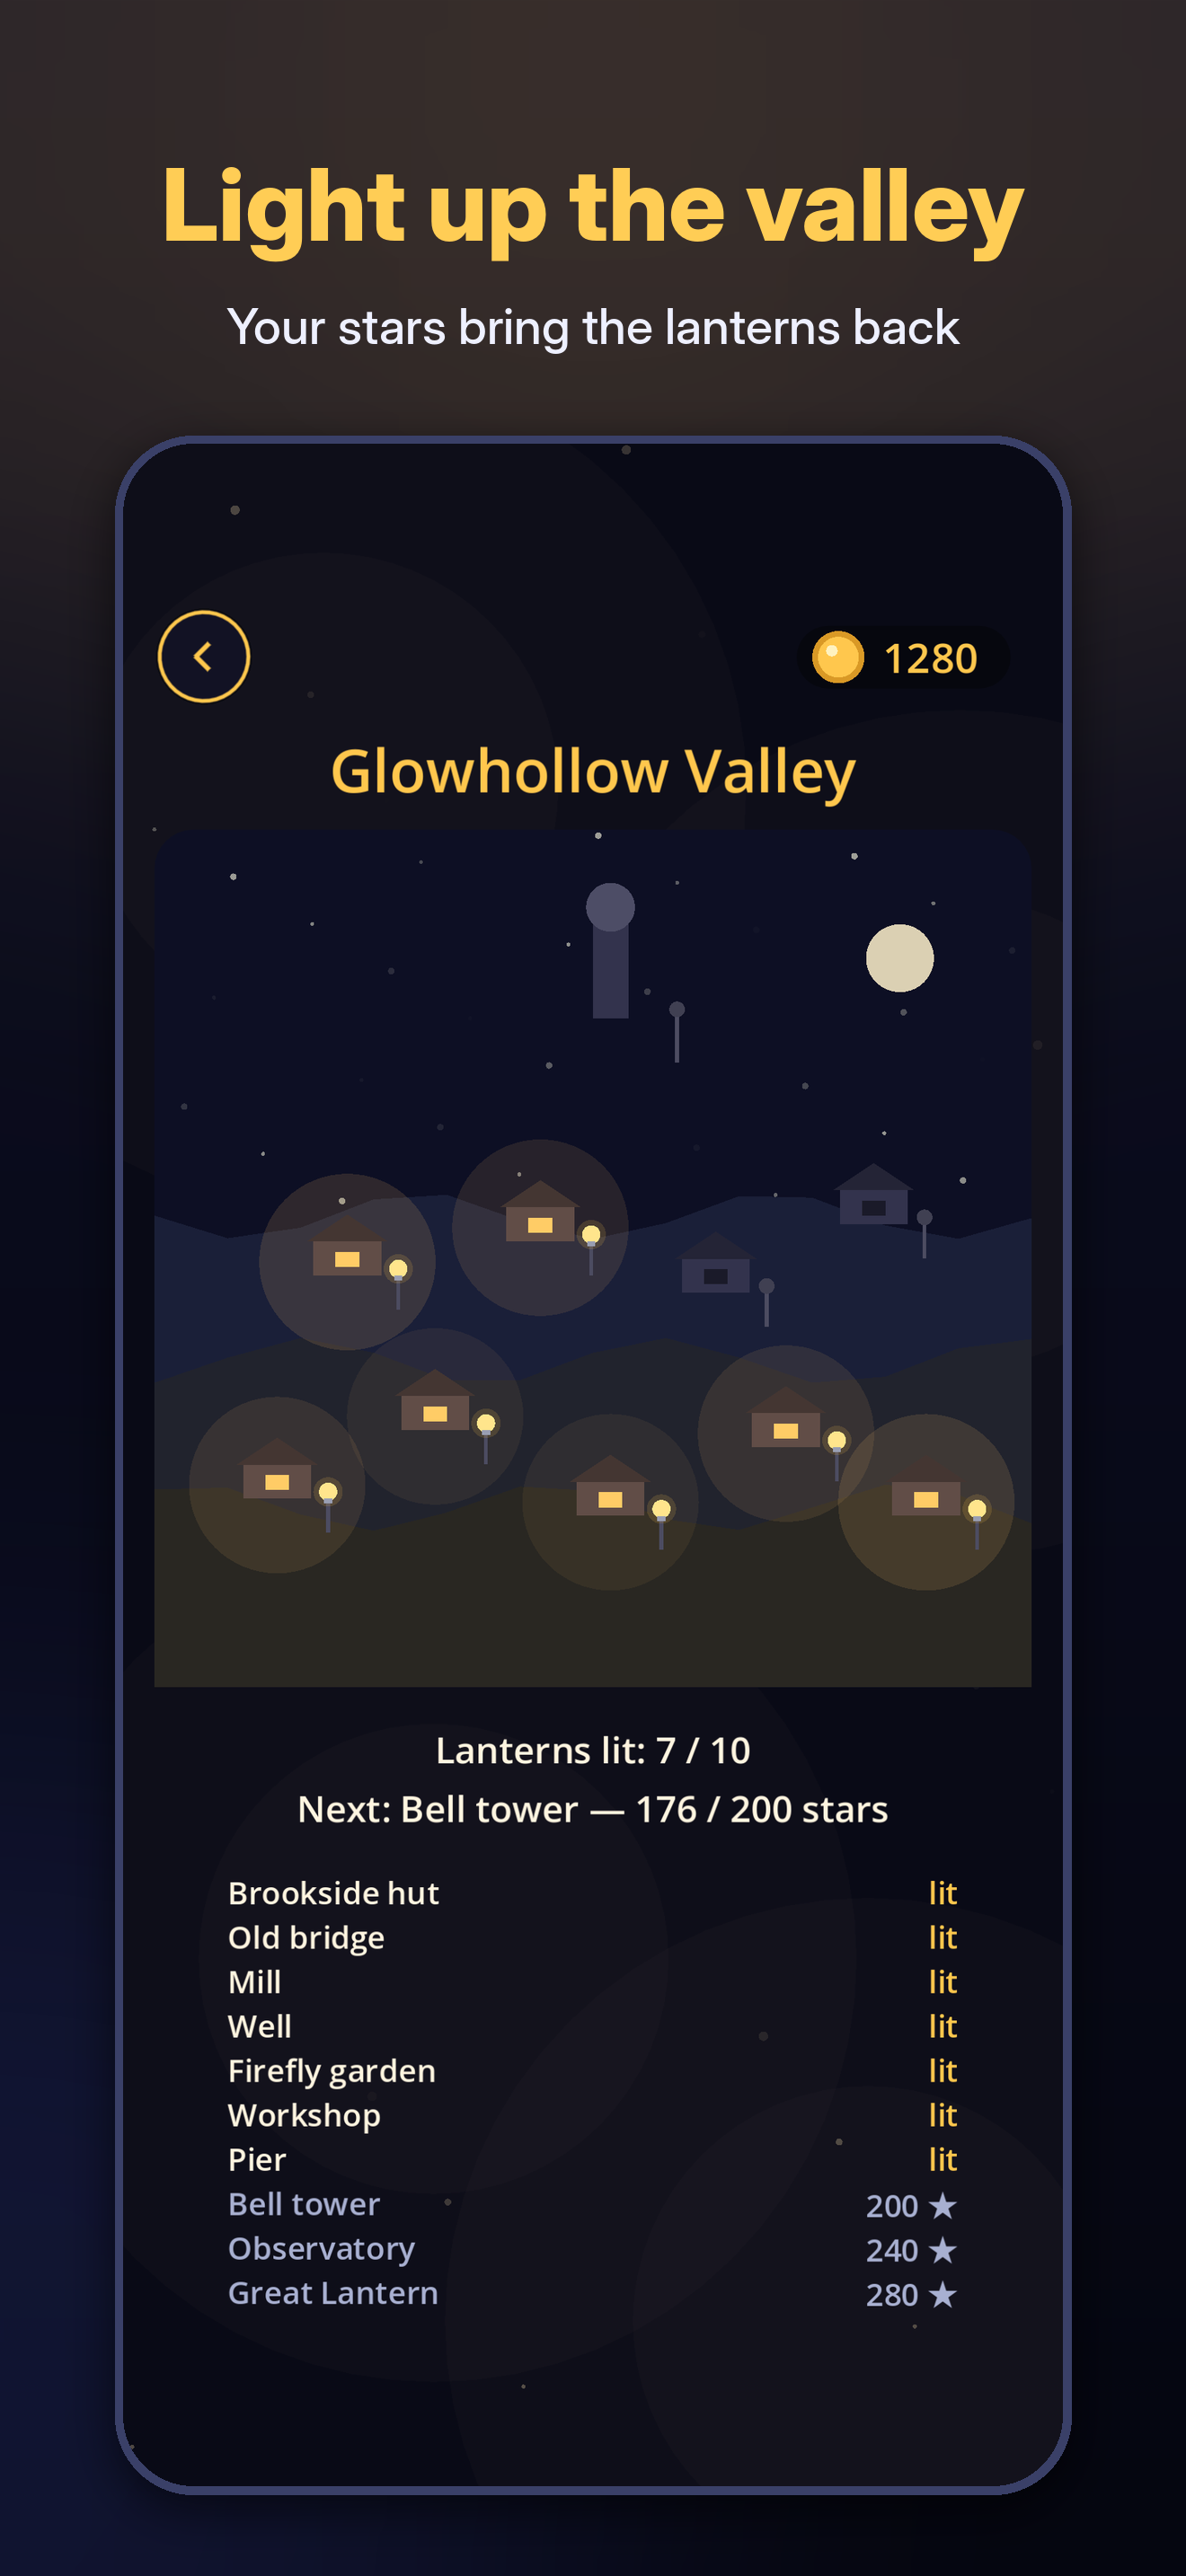 Light up the valley
Your stars bring the lanterns back
1280
Glowhollow Valley
Lanterns lit: 7 / 10
Next: Bell tower — 176 / 200 stars
Brookside hut lit
Old bridge lit
Mill lit
Well lit
Firefly garden lit
Workshop lit
Pier lit
Bell tower 200 ★
Observatory 240 ★
Great Lantern 280 ★